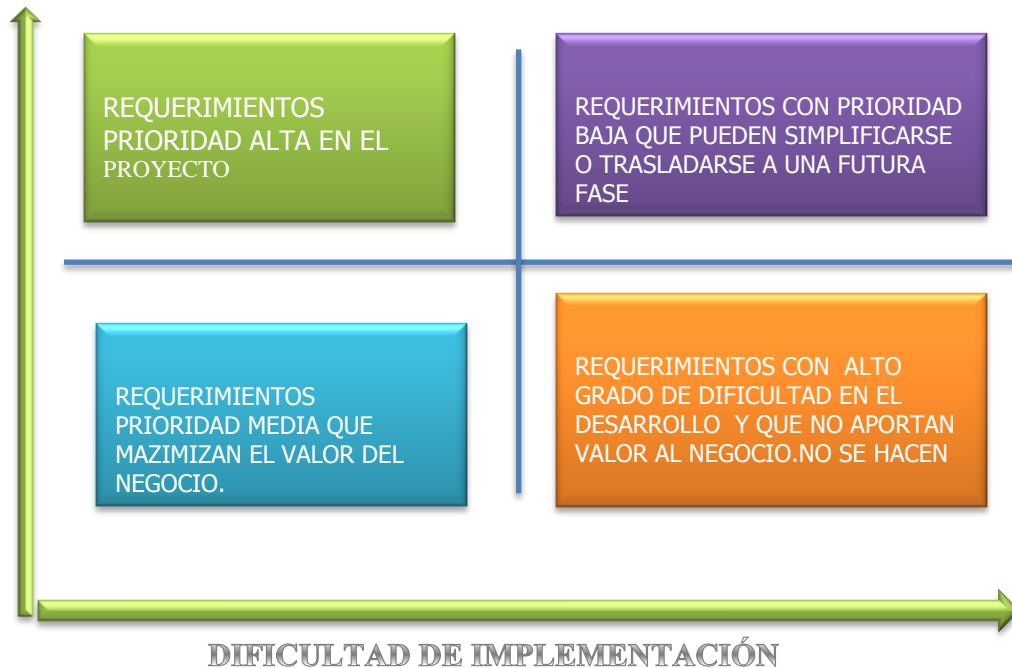 REQUERIMIENTOS
PRIORIDAD ALTA EN EL
PROYECTO
REQUERIMIENTOS CON PRIORIDAD
BAJA QUE PUEDEN SIMPLIFICARSE
O TRASLADARSE A UNA FUTURA
FASE
REQUERIMIENTOS
PRIORIDAD MEDIA QUE
MAZIMIZAN EL VALOR DEL
NEGOCIO.
REQUERIMIENTOS CON  ALTO
GRADO DE DIFICULTAD EN EL
DESARROLLO  Y QUE NO APORTAN
VALOR AL NEGOCIO.NO SE HACEN
DIFICULTAD DE IMPLEMENTACIÓN